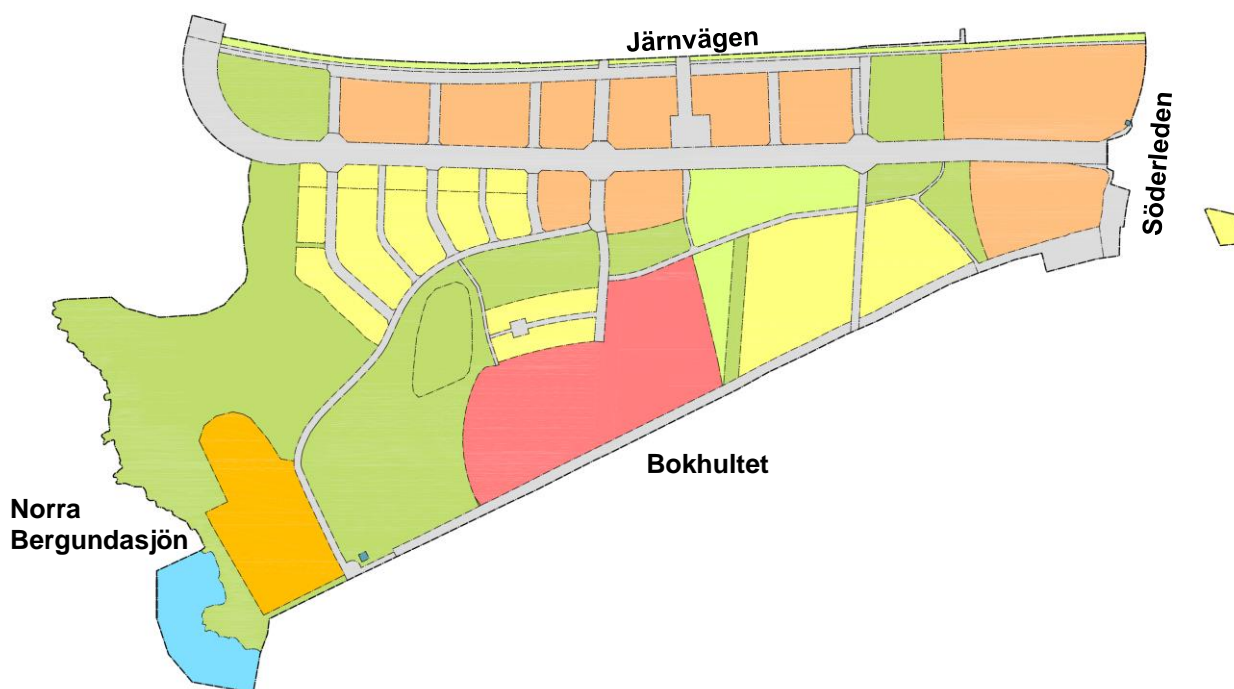 Järnvägen
Söderleden
Bokhultet
Norra
Bergundasjön